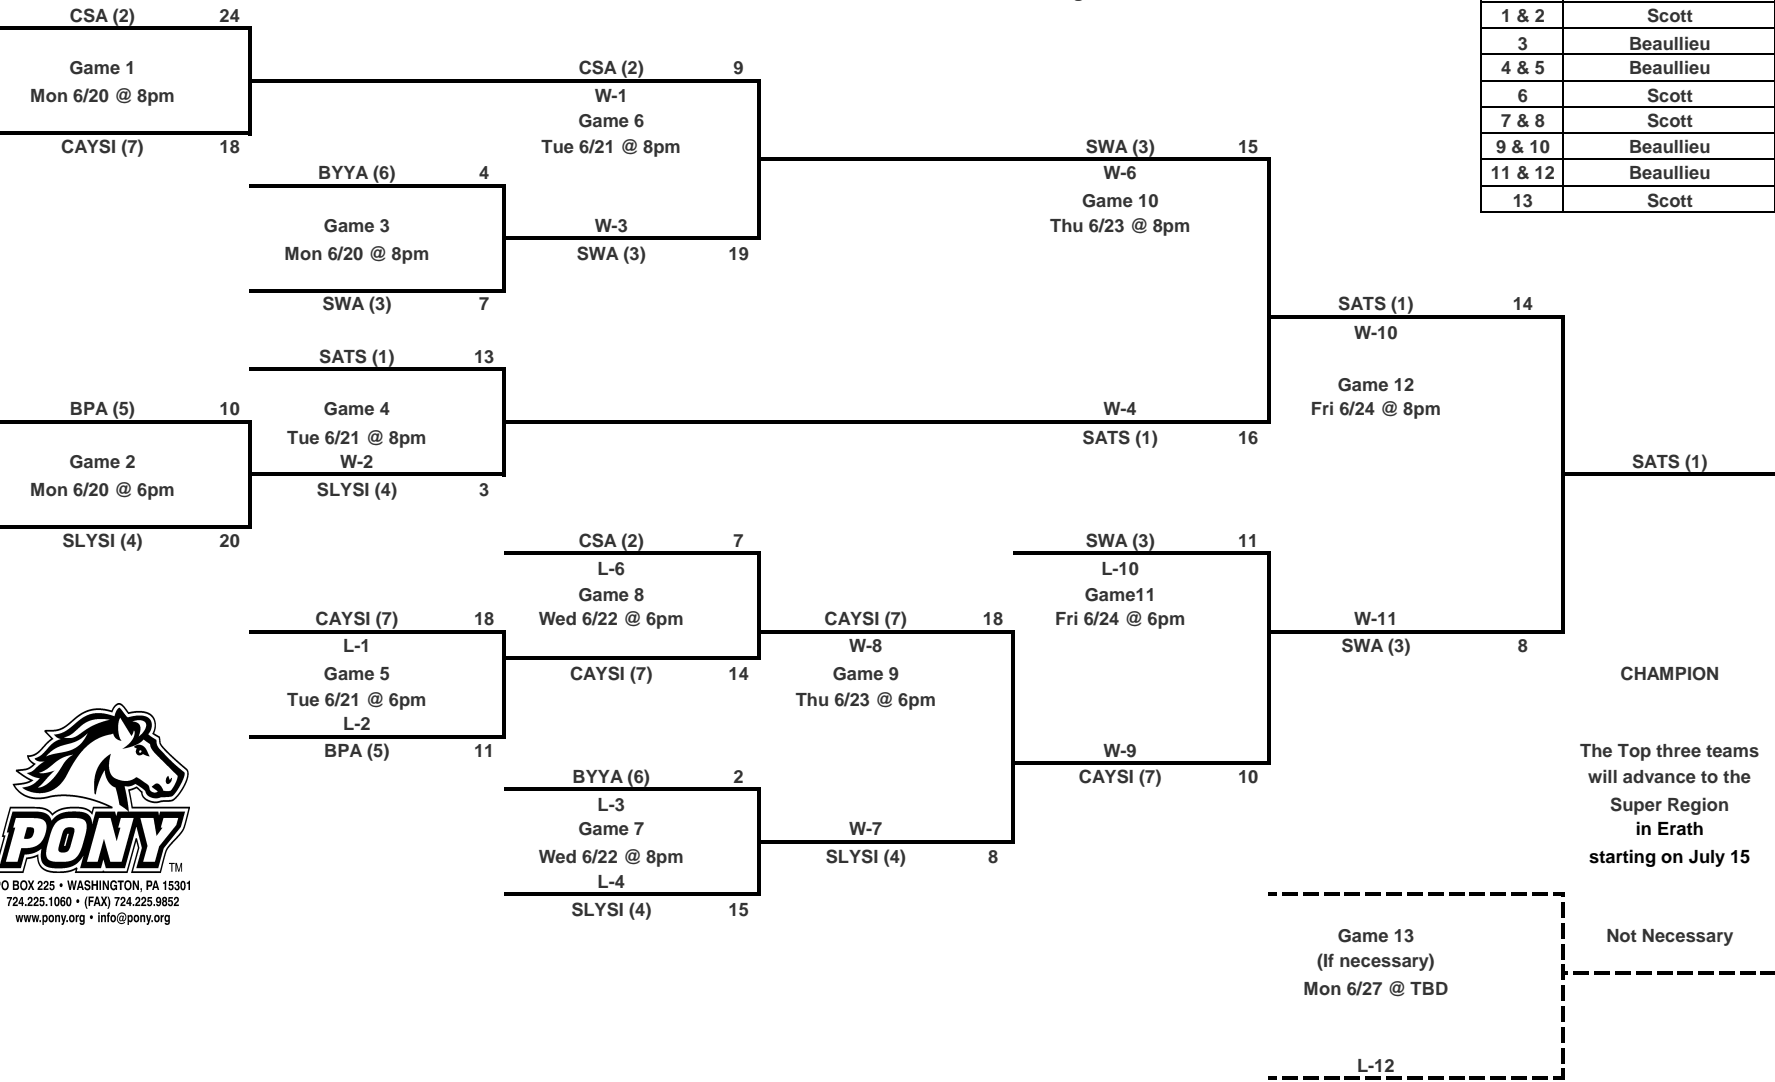 CSA (2) 24
Game 1
Mon 6/20 @ 8pm
CAYSI (7) 18
BPA (5) 10
Game 2
Mon 6/20 @ 6pm
SLYSI (4) 20
BYYA (6) 4
Game 3
Mon 6/20 @ 8pm
SWA (3) 7
SATS (1) 13
Game 4
Tue 6/21 @ 8pm
W-2
SLYSI (4) 3
CAYSI (7) 18
L-1
Game 5
Tue 6/21 @ 6pm
L-2
BPA (5) 11
CSA (2) 9
W-1
Game 6
Tue 6/21 @ 8pm
W-3
SWA (3) 19
CSA (2) 7
L-6
Game 8
Wed 6/22 @ 6pm
CAYSI (7) 14
BYYA (6) 2
L-3
Game 7
Wed 6/22 @ 8pm
L-4
SLYSI (4) 15
CAYSI (7) 18
W-8
Game 9
Thu 6/23 @ 6pm
W-7
SLYSI (4) 8
SWA (3) 15
W-6
Game 10
Thu 6/23 @ 8pm
W-4
SATS (1) 16
SWA (3) 11
L-10
Game11
Fri 6/24 @ 6pm
W-9
CAYSI (7) 10
SATS (1) 14
W-10
Game 12
Fri 6/24 @ 8pm
W-11
SWA (3) 8
Game 13
(If necessary)
Mon 6/27 @ TBD
L-12
1 & 2 Scott
3 Beaullieu
4 & 5 Beaullieu
6 Scott
7 & 8 Scott
9 & 10 Beaullieu
11 & 12 Beaullieu
13 Scott
SATS (1)
CHAMPION
The Top three teams
will advance to the
Super Region
in Erath
starting on July 15
Not Necessary
PONY TM
PO BOX 225 • WASHINGTON, PA 15301
724.225.1060 • (FAX) 724.225.9852
www.pony.org • info@pony.org